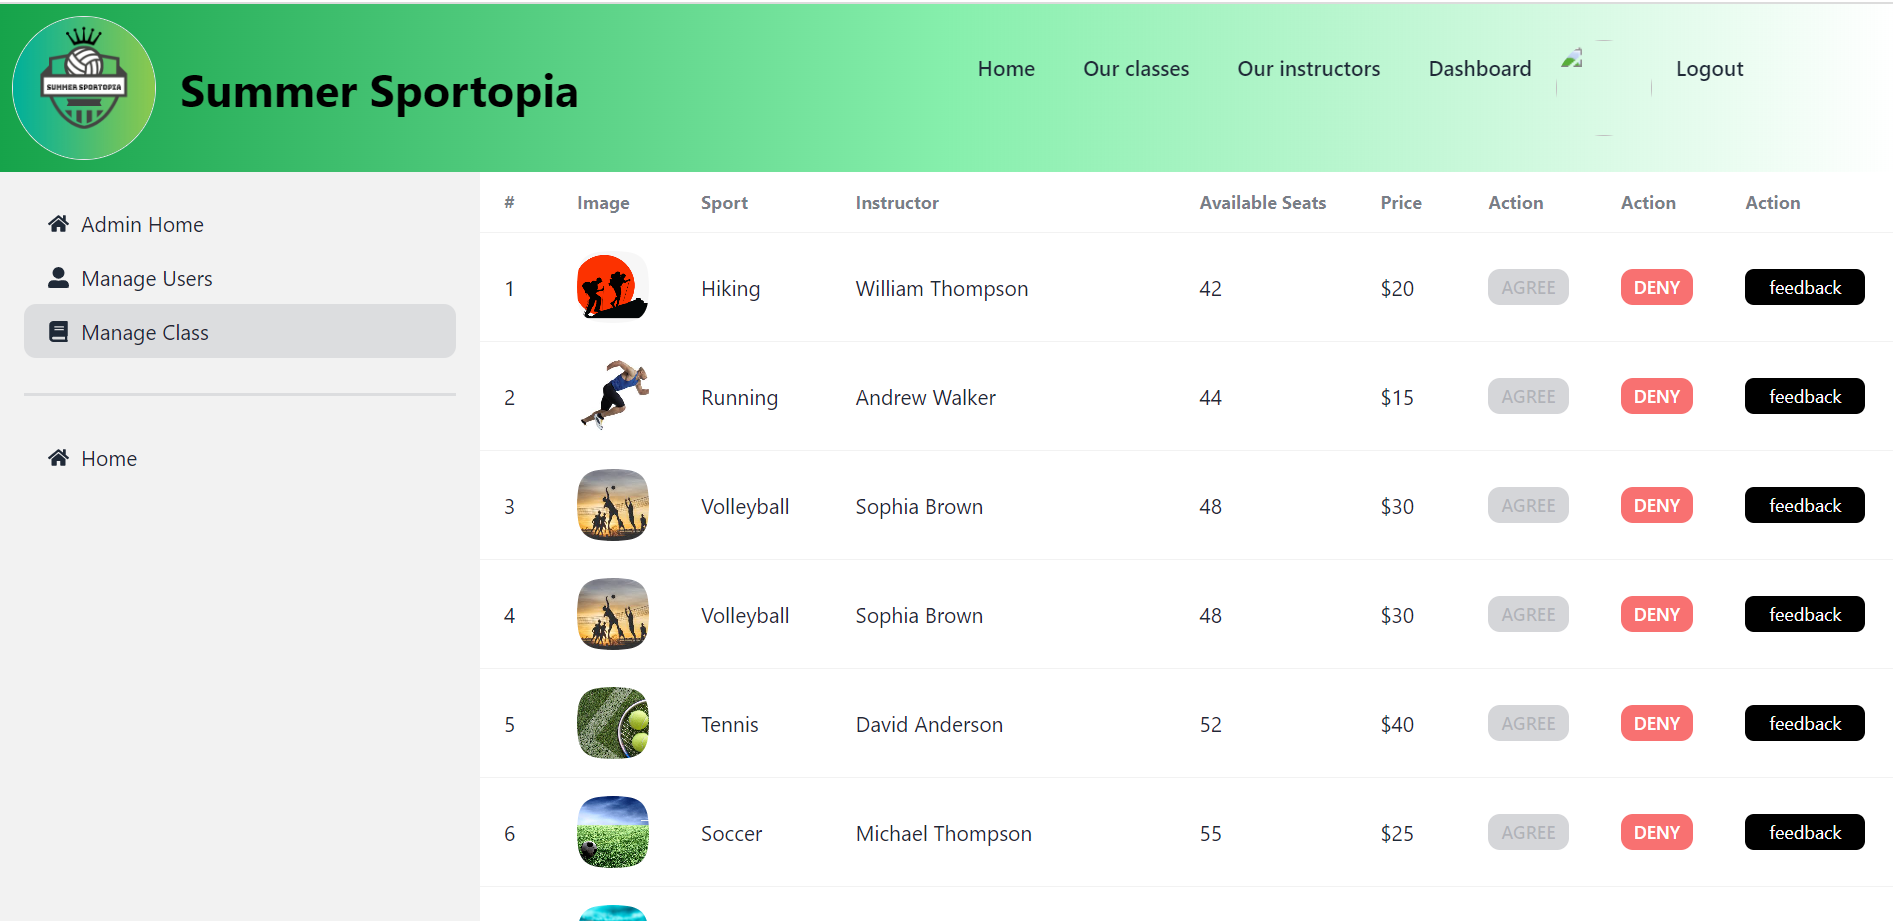 SUMMER SPORTOPIA
Summer Sportopia
Home Our classes Our instructors Dashboard Logout
Admin Home
Manage Users
Manage Class
Home
# Image Sport Instructor Available Seats Price Action Action Action
1 Hiking William Thompson 42 $20 AGREE DENY feedback
2 Running Andrew Walker 44 $15 AGREE DENY feedback
3 Volleyball Sophia Brown 48 $30 AGREE DENY feedback
4 Volleyball Sophia Brown 48 $30 AGREE DENY feedback
5 Tennis David Anderson 52 $40 AGREE DENY feedback
6 Soccer Michael Thompson 55 $25 AGREE DENY feedback